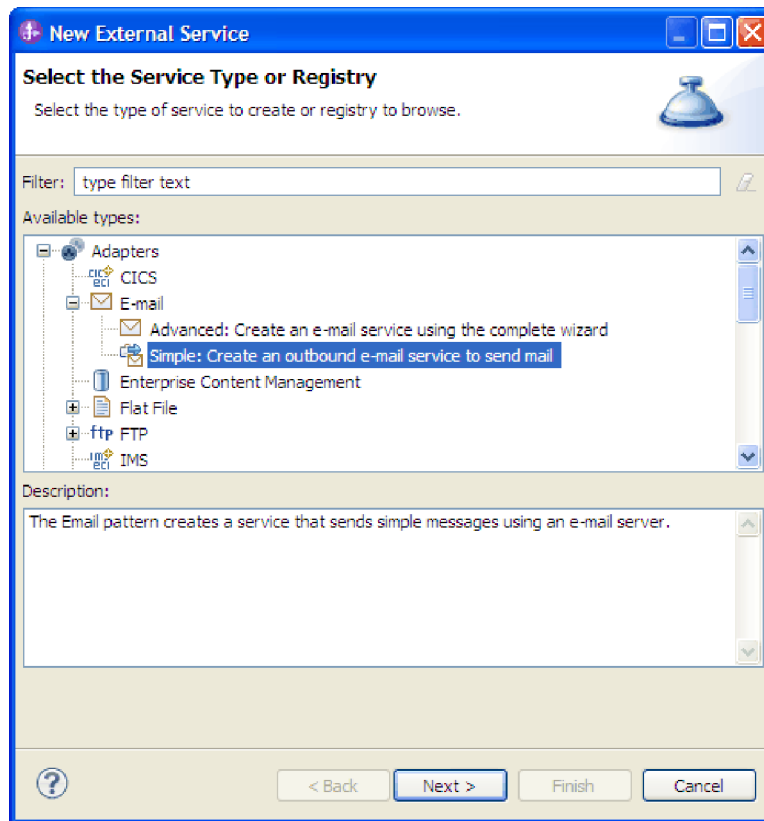 New External Service
Select the Service Type or Registry
Select the type of service to create or registry to browse.
Filter: type filter text
Available types:
Adapters
CICS
E-mail
Advanced: Create an e-mail service using the complete wizard
Simple: Create an outbound e-mail service to send mail
Enterprise Content Management
Flat File
ftp FTP
IMS
Description:
The Email pattern creates a service that sends simple messages using an e-mail server.
? < Back Next > Finish Cancel